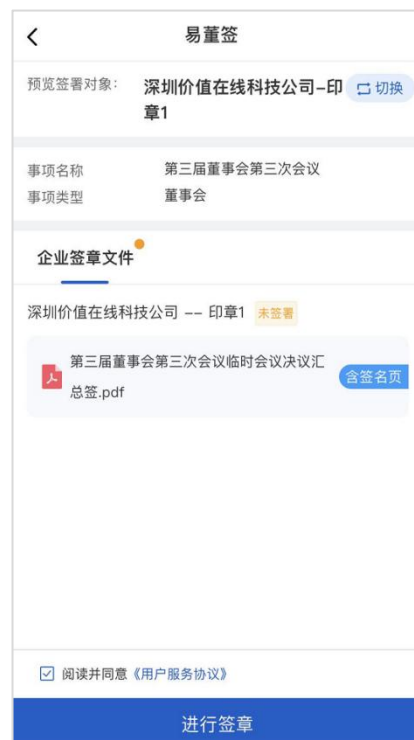 易董签
预览签署对象：
深圳价值在线科技公司-印
章1
切换
事项名称
第三届董事会第三次会议
事项类型
董事会
企业签章文件
深圳价值在线科技公司 -- 印章1 未签署
第三届董事会第三次会议临时会议决议汇
总签.pdf
含签名页
阅读并同意《用户服务协议》
进行签章